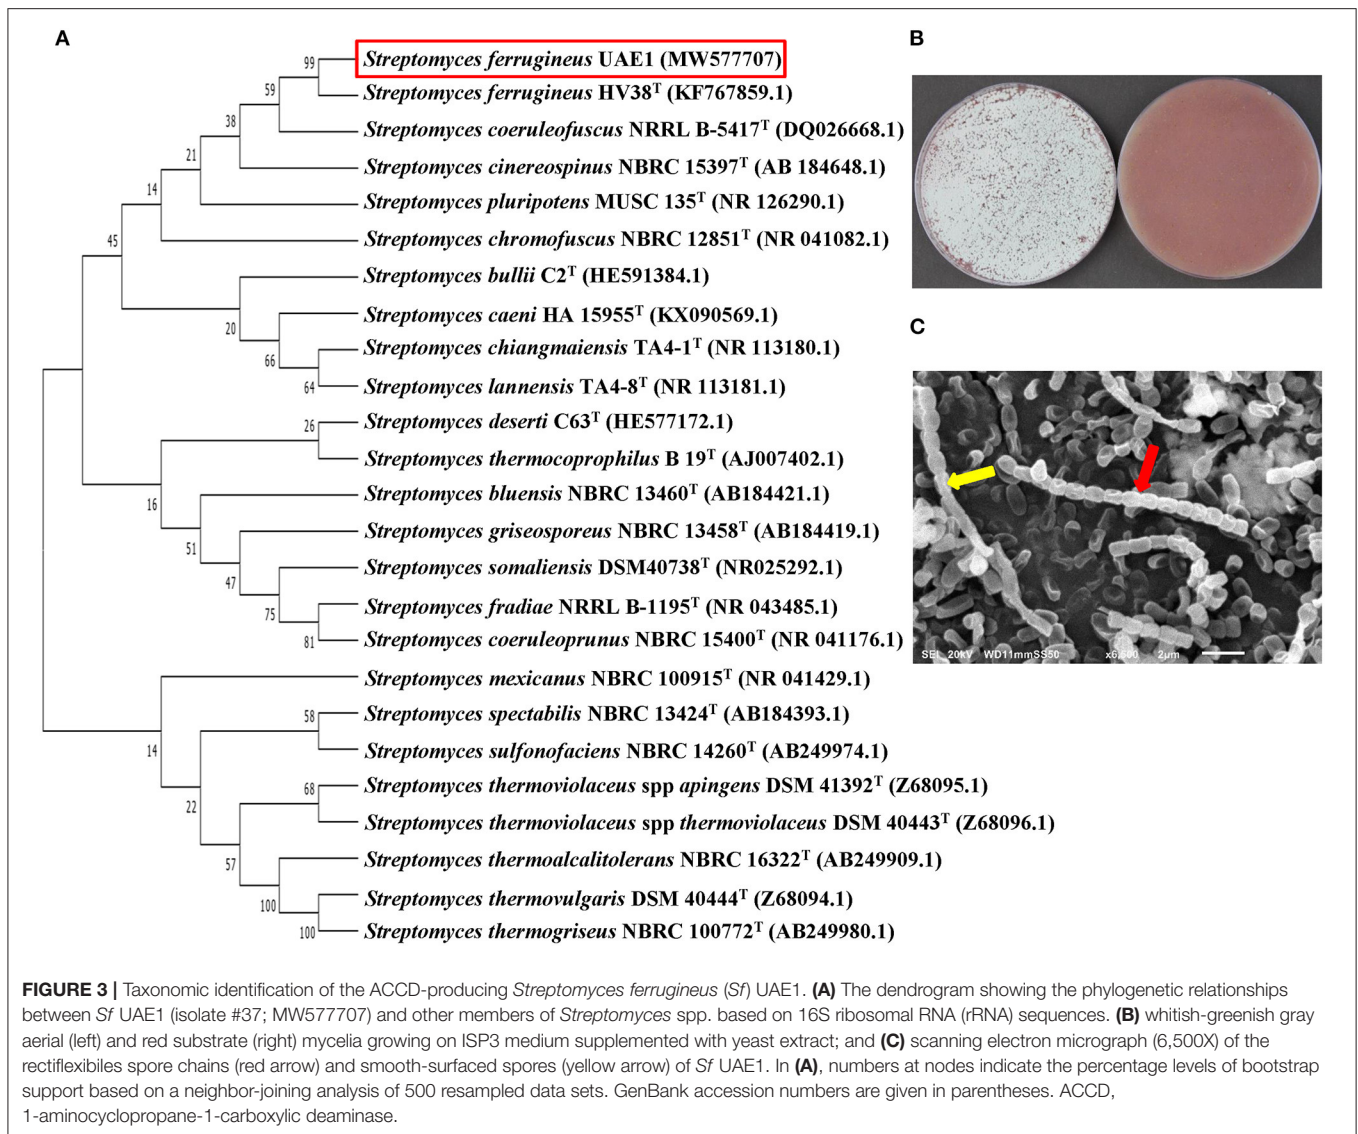 A
99
Streptomyces ferrugineus UAE1 (MW577707)
Streptomyces ferrugineus HV38ᵀ (KF767859.1)
59
Streptomyces coeruleofuscus NRRL B-5417ᵀ (DQ026668.1)
38
Streptomyces cinereospinus NBRC 15397ᵀ (AB 184648.1)
21
Streptomyces pluripotens MUSC 135ᵀ (NR 126290.1)
14
Streptomyces chromofuscus NBRC 12851ᵀ (NR 041082.1)
45
Streptomyces bullii C2ᵀ (HE591384.1)
Streptomyces caeni HA 15955ᵀ (KX090569.1)
20
Streptomyces chiangmaiensis TA4-1ᵀ (NR 113180.1)
66
Streptomyces lannensis TA4-8ᵀ (NR 113181.1)
64
Streptomyces deserti C63ᵀ (HE577172.1)
26
Streptomyces thermocoprophilus B 19ᵀ (AJ007402.1)
Streptomyces bluensis NBRC 13460ᵀ (AB184421.1)
16
Streptomyces griseosporeus NBRC 13458ᵀ (AB184419.1)
51
Streptomyces somaliensis DSM40738ᵀ (NR025292.1)
47
Streptomyces fradiae NRRL B-1195ᵀ (NR 043485.1)
75
Streptomyces coeruleoprunus NBRC 15400ᵀ (NR 041176.1)
81
Streptomyces mexicanus NBRC 100915ᵀ (NR 041429.1)
Streptomyces spectabilis NBRC 13424ᵀ (AB184393.1)
58
Streptomyces sulfonofaciens NBRC 14260ᵀ (AB249974.1)
14
Streptomyces thermoviolaceus spp apingens DSM 41392ᵀ (Z68095.1)
68
22
Streptomyces thermoviolaceus spp thermoviolaceus DSM 40443ᵀ (Z68096.1)
Streptomyces thermoalcalitolerans NBRC 16322ᵀ (AB249909.1)
57
Streptomyces thermovulgaris DSM 40444ᵀ (Z68094.1)
100
Streptomyces thermogriseus NBRC 100772ᵀ (AB249980.1)
100
B
C
SEI 20kV WD11mmSS50 x6,500 2µm
FIGURE 3 | Taxonomic identification of the ACCD-producing Streptomyces ferrugineus (Sf) UAE1. (A) The dendrogram showing the phylogenetic relationships
between Sf UAE1 (isolate #37; MW577707) and other members of Streptomyces spp. based on 16S ribosomal RNA (rRNA) sequences. (B) whitish-greenish gray
aerial (left) and red substrate (right) mycelia growing on ISP3 medium supplemented with yeast extract; and (C) scanning electron micrograph (6,500X) of the
rectiflexibiles spore chains (red arrow) and smooth-surfaced spores (yellow arrow) of Sf UAE1. In (A), numbers at nodes indicate the percentage levels of bootstrap
support based on a neighbor-joining analysis of 500 resampled data sets. GenBank accession numbers are given in parentheses. ACCD,
1-aminocyclopropane-1-carboxylic deaminase.